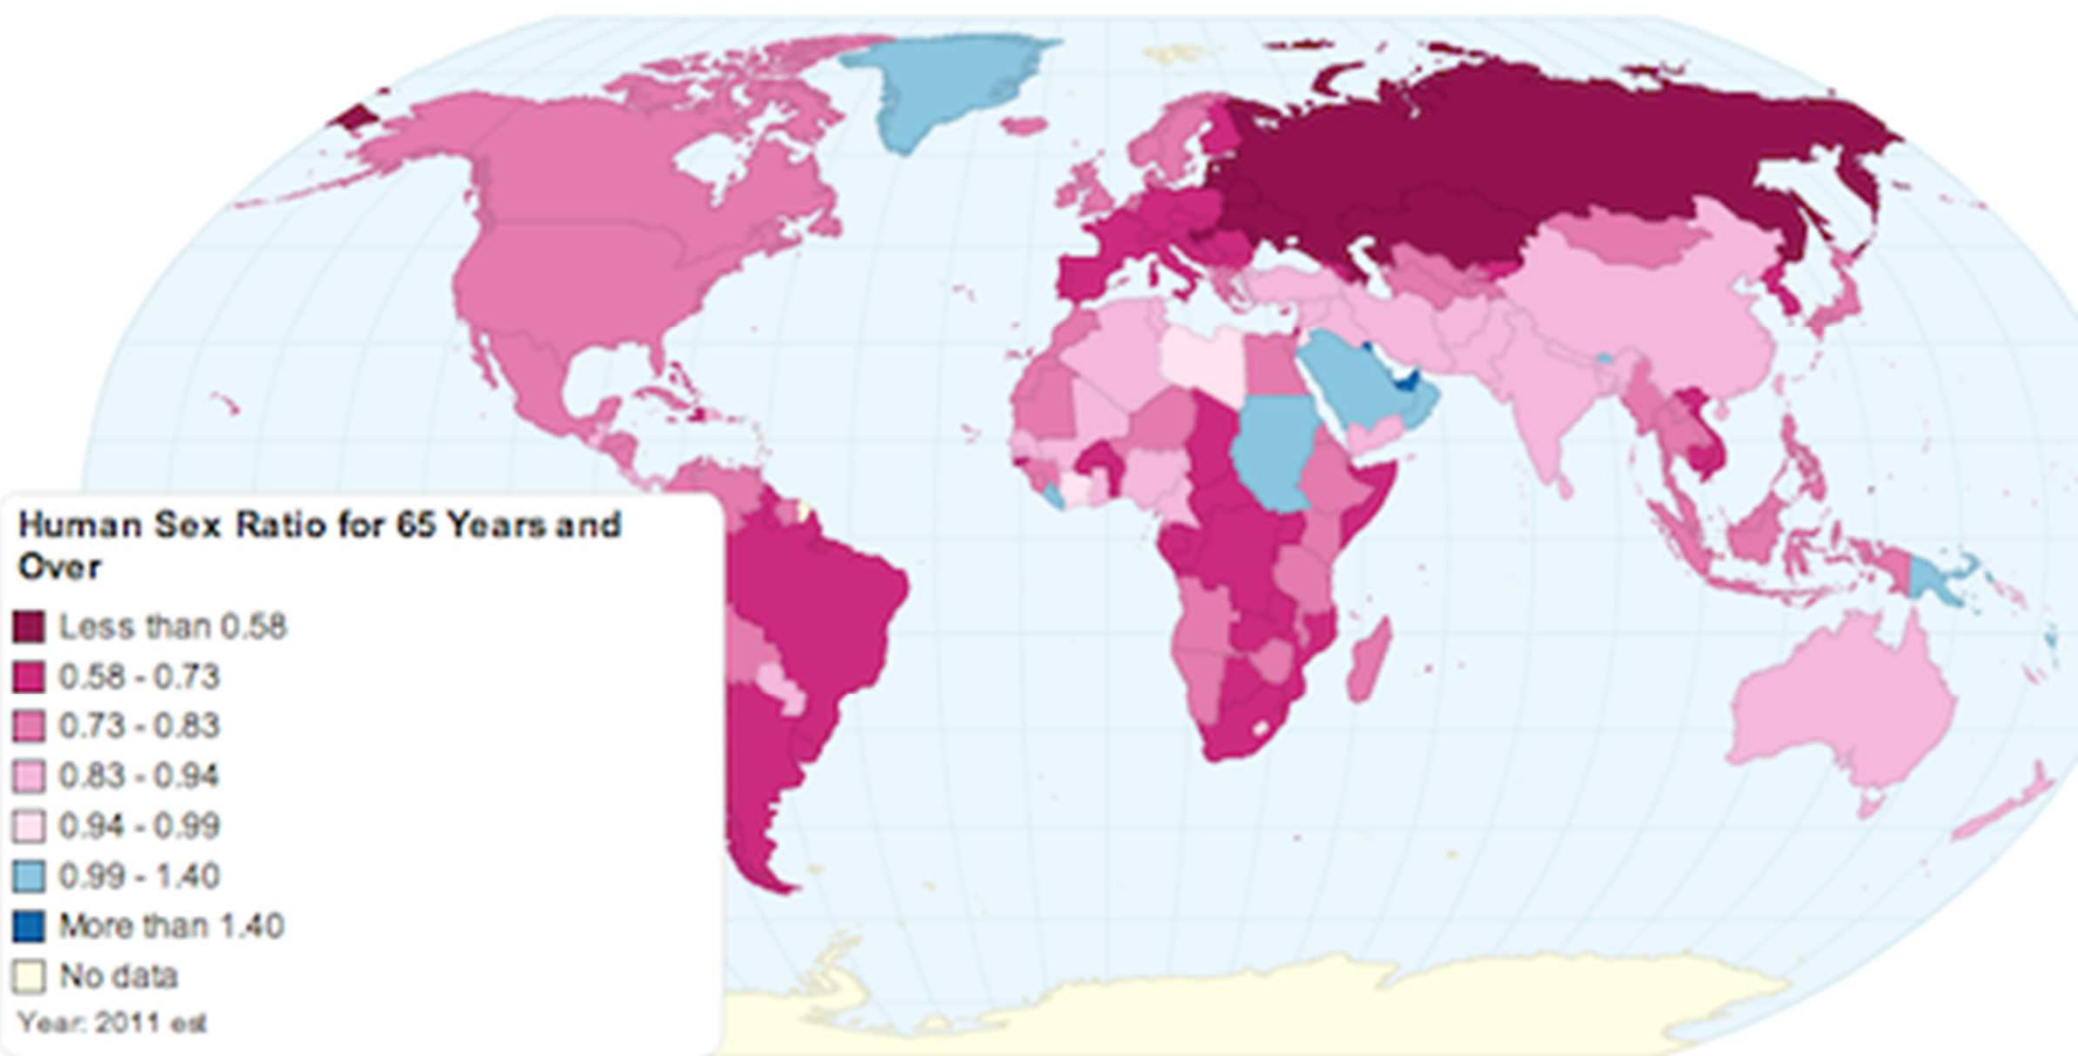 Human Sex Ratio for 65 Years and
Over
Less than 0.58
0.58 - 0.73
0.73 - 0.83
0.83 - 0.94
0.94 - 0.99
0.99 - 1.40
More than 1.40
No data
Year: 2011 est